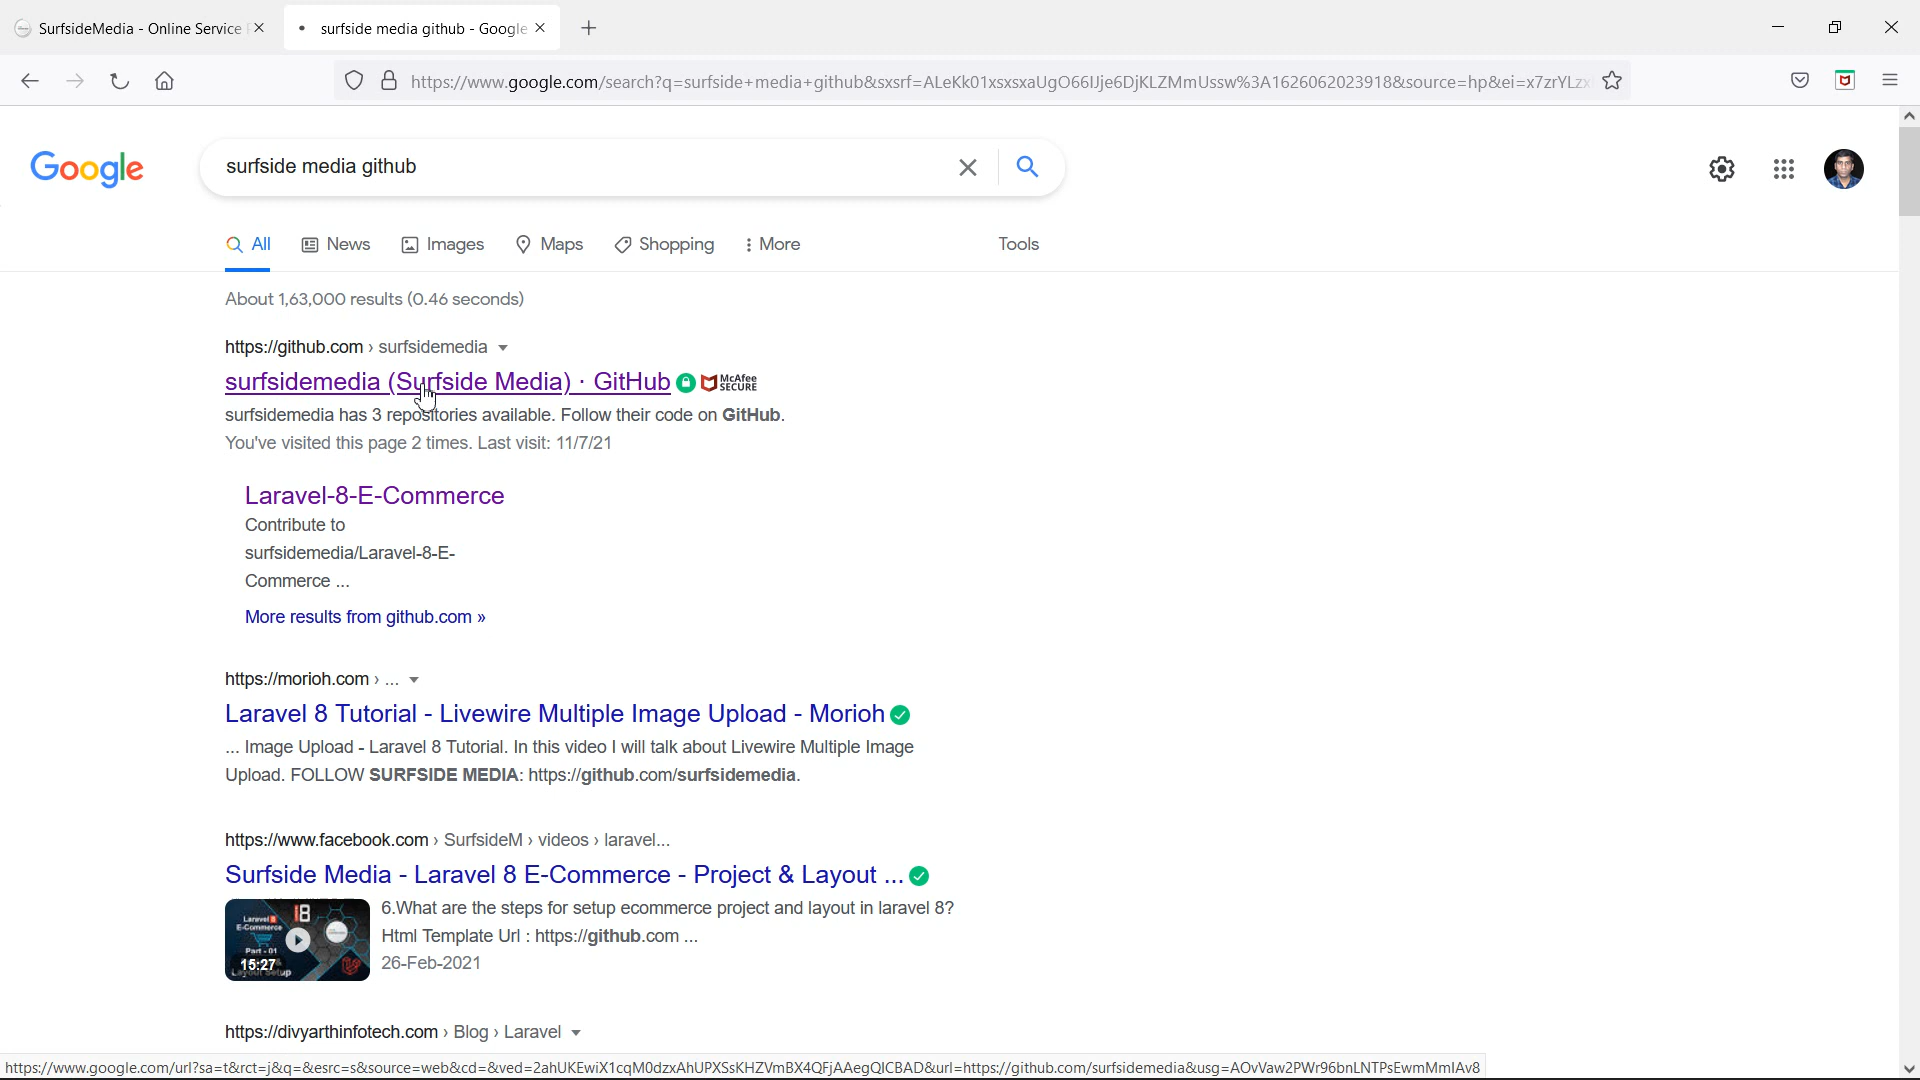 SurfsideMedia - Online Service
surfside media github - Google
https://www.google.com/search?q=surfside+media+github&sxsrf=ALeKk01xsxsxaUgO66IJje6DjKLZMmUssw%3A1626062023918&source=hp&ei=x7zrYLzx
Google
surfside media github
All News Images Maps Shopping More Tools
About 1,63,000 results (0.46 seconds)
https://github.com › surfsidemedia
surfsidemedia (Surfside Media) · GitHub McAfee SECURE
surfsidemedia has 3 repositories available. Follow their code on GitHub.
You've visited this page 2 times. Last visit: 11/7/21
Laravel-8-E-Commerce
Contribute to
surfsidemedia/Laravel-8-E-
Commerce ...
More results from github.com »
https://morioh.com › ...
Laravel 8 Tutorial - Livewire Multiple Image Upload - Morioh
... Image Upload - Laravel 8 Tutorial. In this video I will talk about Livewire Multiple Image
Upload. FOLLOW SURFSIDE MEDIA: https://github.com/surfsidemedia.
https://www.facebook.com › SurfsideM › videos › laravel...
Surfside Media - Laravel 8 E-Commerce - Project & Layout ...
Laravel 8
E-Commerce
Part - 01
15:27
6.What are the steps for setup ecommerce project and layout in laravel 8?
Html Template Url : https://github.com ...
26-Feb-2021
https://divyarthinfotech.com › Blog › Laravel
https://www.google.com/url?sa=t&rct=j&q=&esrc=s&source=web&cd=&ved=2ahUKEwiX1cqM0dzxAhUPXSsKHZVmBX4QFjAAegQICBAD&url=https://github.com/surfsidemedia&usg=AOvVaw2PWr96bnLNTPsEwmMmIAv8